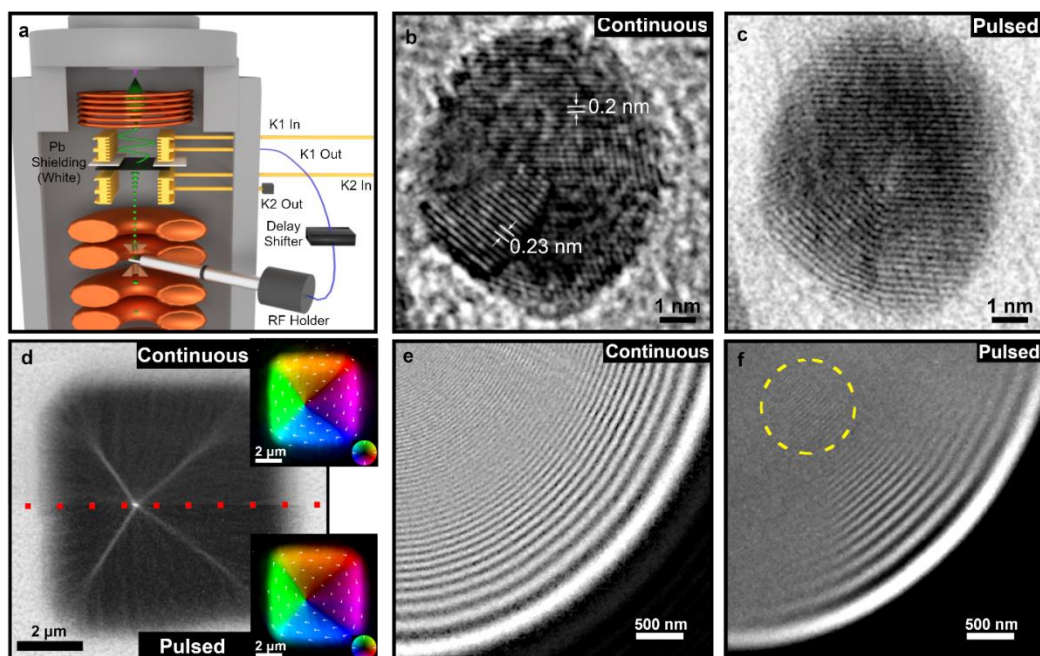 a
Pb
Shielding
(White)
K1 In
K1 Out
K2 In
K2 Out
Delay
Shifter
RF Holder
b
Continuous
0.2 nm
0.23 nm
1 nm
c
Pulsed
1 nm
d
Continuous
2 µm
2 µm
2 µm
Pulsed
e
Continuous
500 nm
f
Pulsed
500 nm